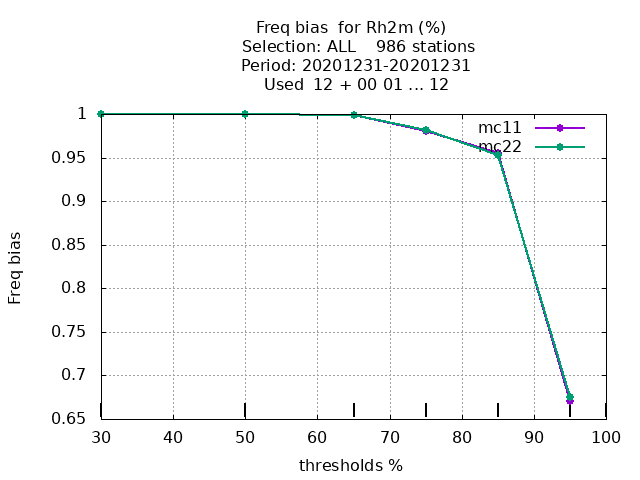 Freq bias  for Rh2m (%)
Selection: ALL    986 stations
Period: 20201231-20201231
Used  12 + 00 01 ... 12
mc11
mc22
1
0.95
0.9
0.85
0.8
0.75
0.7
0.65
Freq bias
30 40 50 60 70 80 90 100
thresholds %